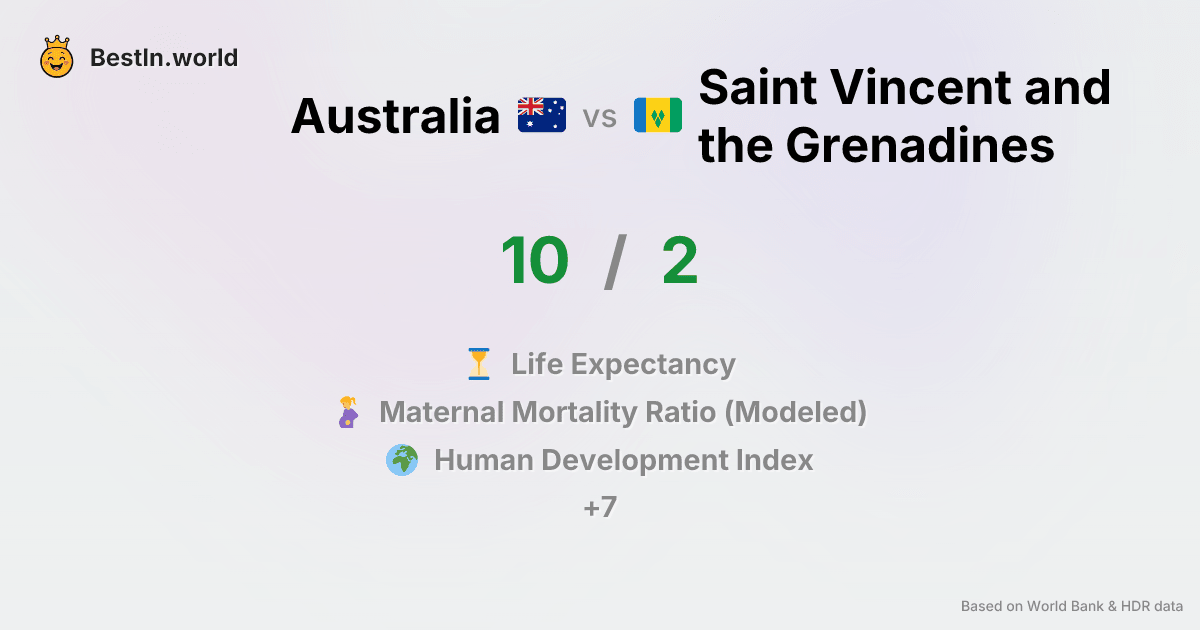 BestIn.world
Australia vs Saint Vincent and
the Grenadines
10 / 2
Life Expectancy
Maternal Mortality Ratio (Modeled)
Human Development Index
+7
Based on World Bank & HDR data